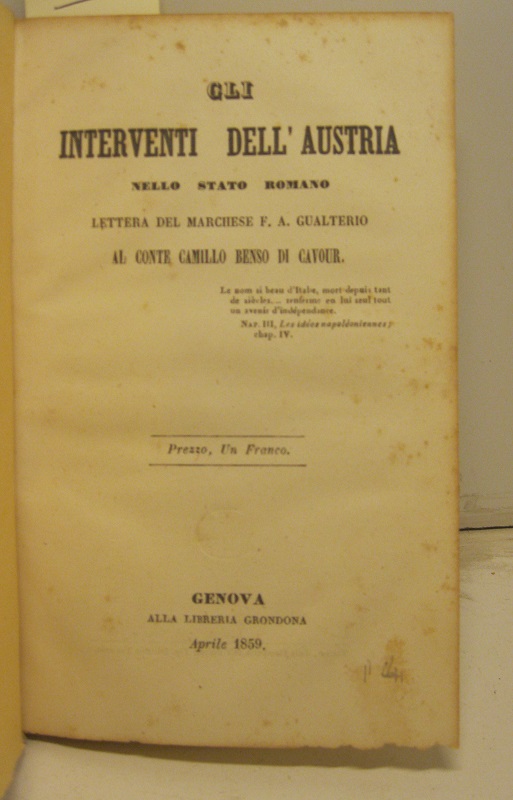 GLI
INTERVENTI DELL' AUSTRIA
NELLO STATO ROMANO
LETTERA DEL MARCHESE F. A. GUALTERIO
AL CONTE CAMILLO BENSO DI CAVOUR.
Le nom si beau d'Italie, mort depuis tant
de siècles... renferme en lui seul tout
un avenir d'indépendance.
NAP. III, Les idées napoléoniennes
chap. IV.
Prezzo, Un Franco.
GENOVA
ALLA LIBRERIA GRONDONA
Aprile 1859.